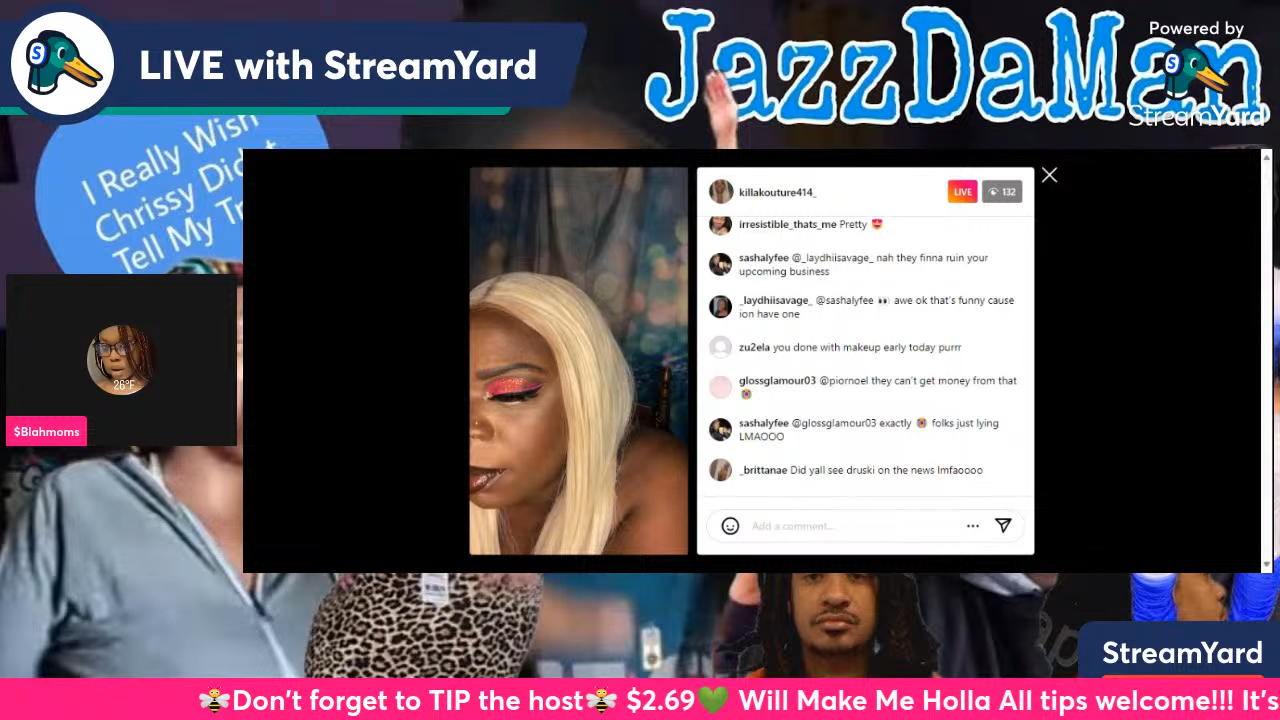 LIVE with StreamYard
JazzDaMan
Powered by
StreamYard
I Really Wish
Chrissy
Tell My
killakouture414_
LIVE
132
irresistible_thats_me Pretty 😍
sashalyfee @_laydhiisavage_ nah they finna ruin your
upcoming business
_laydhiisavage_ @sashalyfee 👀 awe ok that's funny cause
ion have one
zu2ela you done with makeup early today purrr
glossglamour03 @piornoel they can't get money from that
😭
sashalyfee @glossglamour03 exactly 😭 folks just lying
LMAOOO
_brittanae Did yall see druski on the news lmfaoooo
Add a comment...
26°F
$Blahmoms
StreamYard
🐝Don't forget to TIP the host🐝 $2.69💚 Will Make Me Holla All tips welcome!!! It's